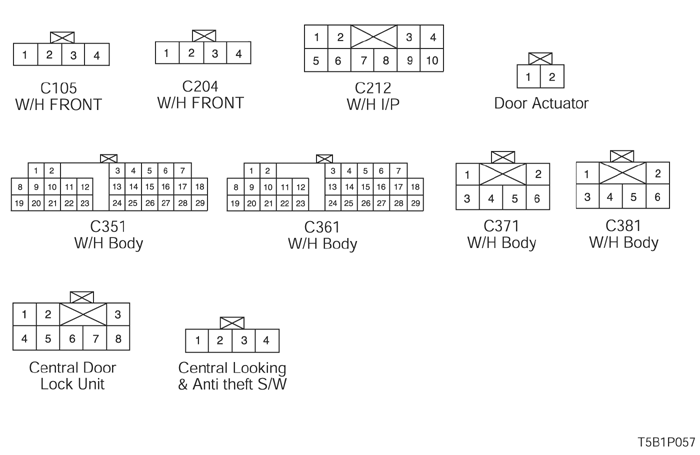 1 2 3 4
C105
W/H FRONT
1 2 3 4
C204
W/H FRONT
1 2 3 4
5 6 7 8 9 10
C212
W/H I/P
1 2
Door Actuator
1 2 3 4 5 6 7
8 9 10 11 12 13 14 15 16 17 18
19 20 21 22 23 24 25 26 27 28 29
C351
W/H Body
1 2 3 4 5 6 7
8 9 10 11 12 13 14 15 16 17 18
19 20 21 22 23 24 25 26 27 28 29
C361
W/H Body
1 2
3 4 5 6
C371
W/H Body
1 2
3 4 5 6
C381
W/H Body
1 2 3
4 5 6 7 8
Central Door
Lock Unit
1 2 3 4
Central Looking
& Anti theft S/W
T5B1P057